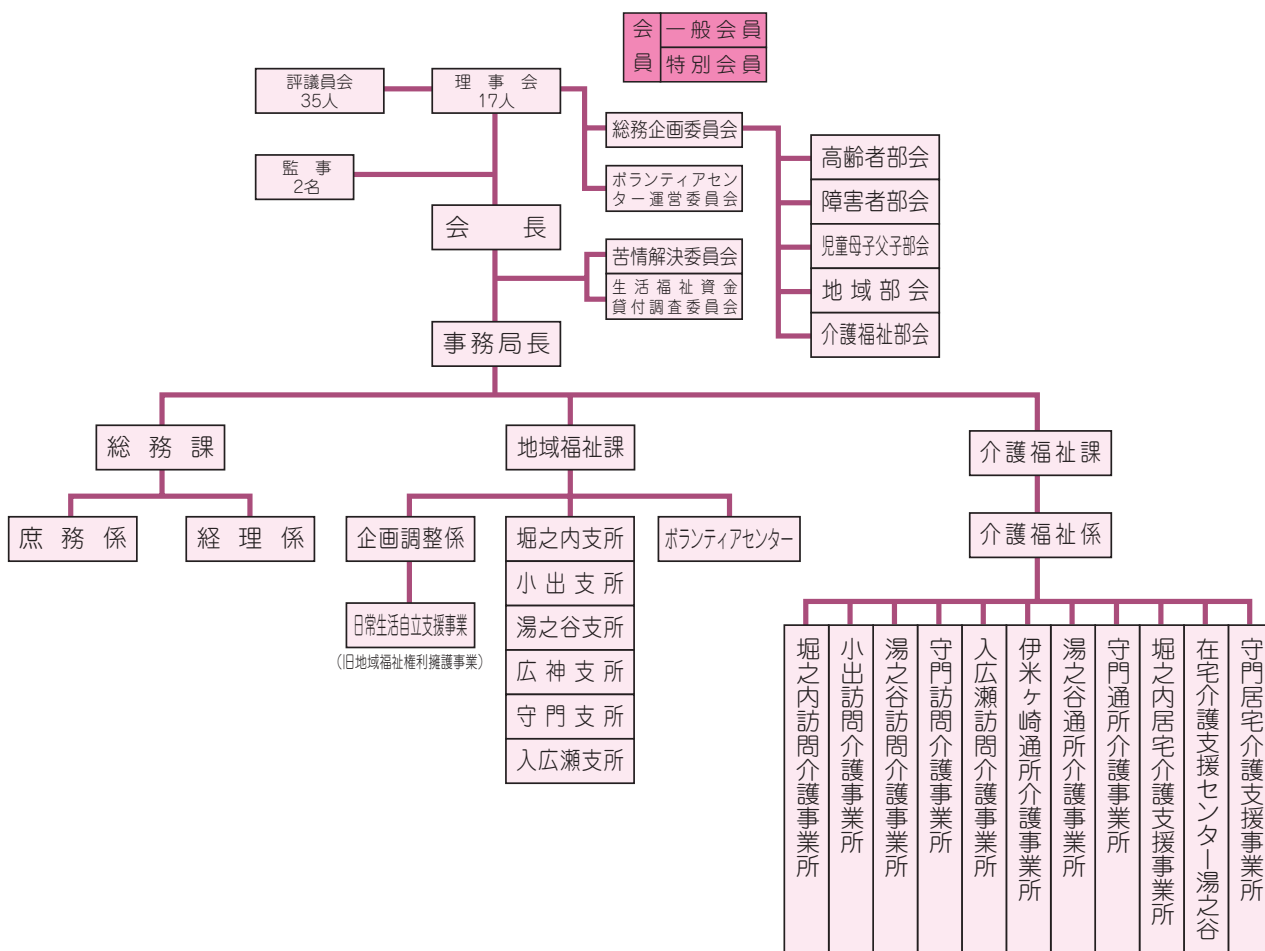 会員
一般会員
特別会員
評議員会
35人
理事会
17人
監事
2名
総務企画委員会
ボランティアセン
ター運営委員会
高齢者部会
障害者部会
児童母子父子部会
地域部会
介護福祉部会
会長
苦情解決委員会
生活福祉資金
貸付調査委員会
事務局長
総務課
地域福祉課
介護福祉課
庶務係
経理係
企画調整係
日常生活自立支援事業
(旧地域福祉権利擁護事業)
堀之内支所
小出支所
湯之谷支所
広神支所
守門支所
入広瀬支所
ボランティアセンター
介護福祉係
堀之内訪問介護事業所
小出訪問介護事業所
湯之谷訪問介護事業所
守門訪問介護事業所
入広瀬訪問介護事業所
伊米ヶ崎通所介護事業所
湯之谷通所介護事業所
守門通所介護事業所
堀之内居宅介護支援事業所
在宅介護支援センター湯之谷
守門居宅介護支援事業所